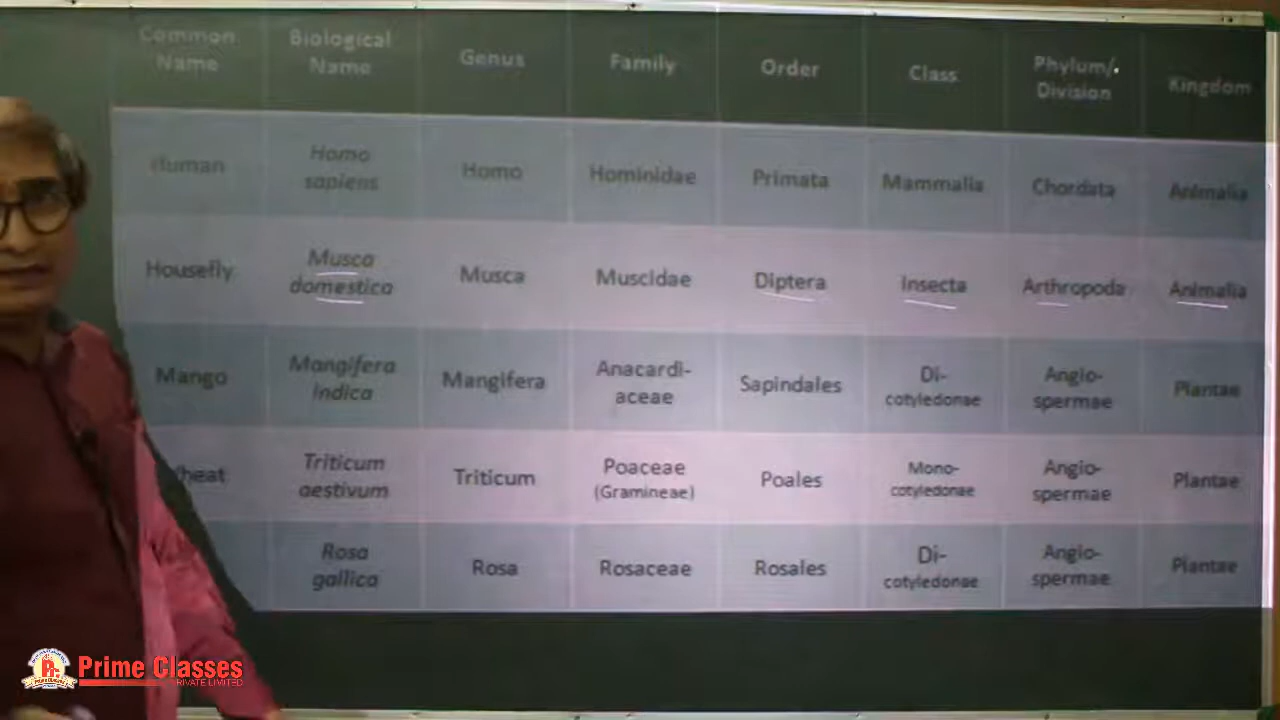 Common Name
Biological Name
Genus
Family
Order
Class
Phylum/
Division
Kingdom
Human
Homo
sapiens
Homo
Hominidae
Primata
Mammalia
Chordata
Animalia
Housefly
Musca
domestica
Musca
Muscidae
Diptera
Insecta
Arthropoda
Animalia
Mango
Mangifera
indica
Mangifera
Anacardi-
aceae
Sapindales
Di-
cotyledonae
Angio-
spermae
Plantae
heat
Triticum
aestivum
Triticum
Poaceae
(Gramineae)
Poales
Mono-
cotyledonae
Angio-
spermae
Plantae
Rosa
gallica
Rosa
Rosaceae
Rosales
Di-
cotyledonae
Angio-
spermae
Plantae
Prime Classes
PRIVATE LIMITED